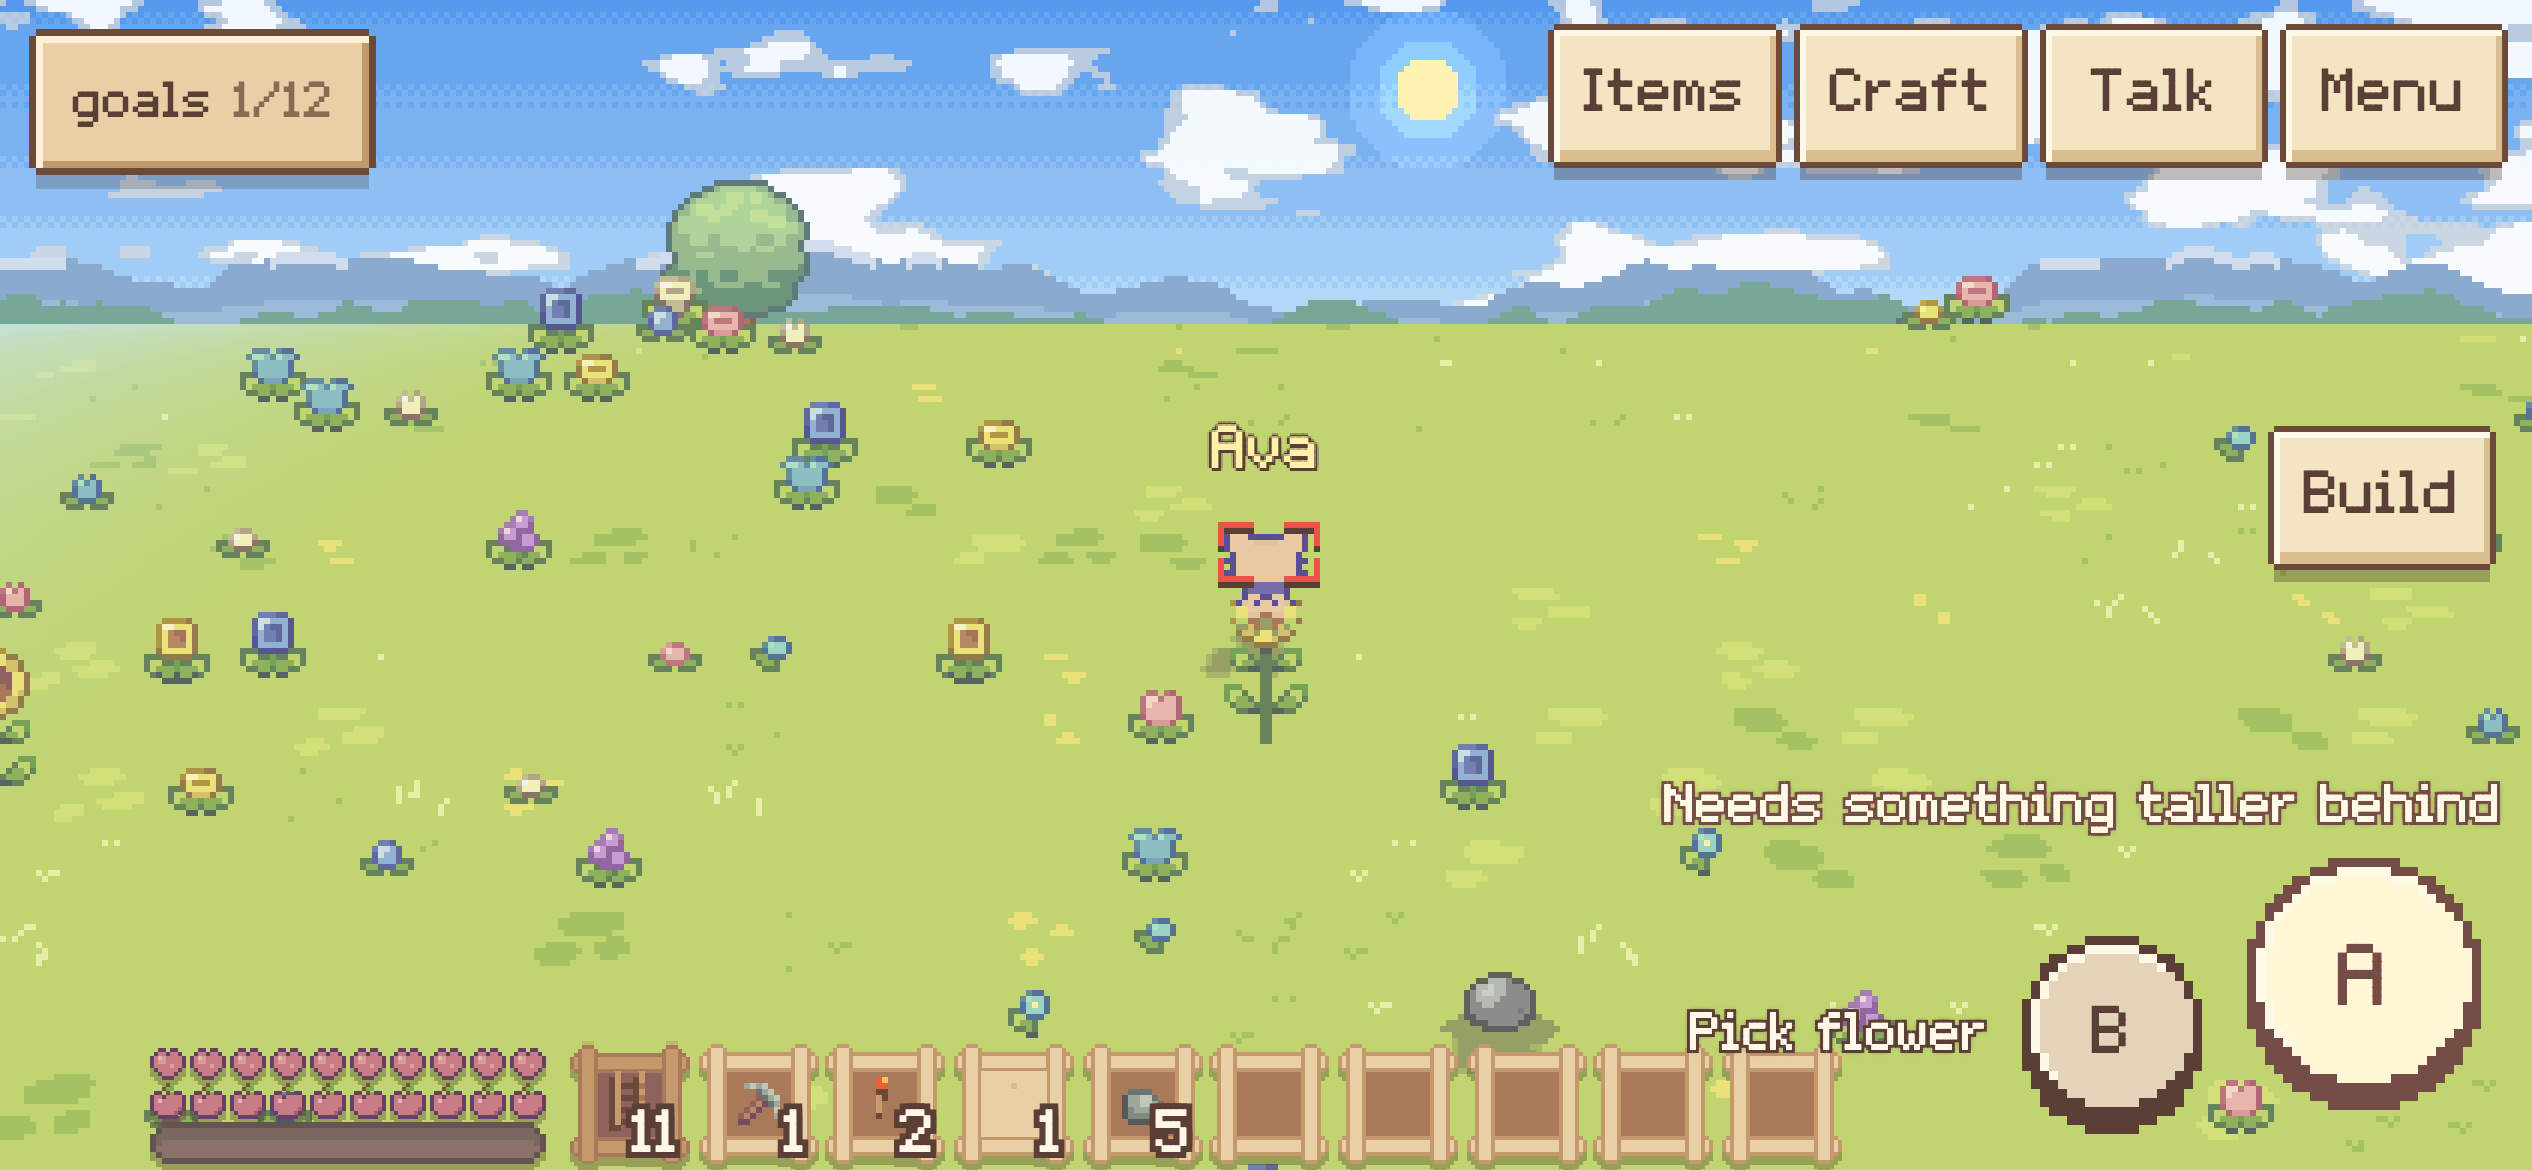 goals 1/12
Items
Craft
Talk
Menu
Ava
Build
Needs something taller behind
A
B
Pick flower
11
1
2
1
5